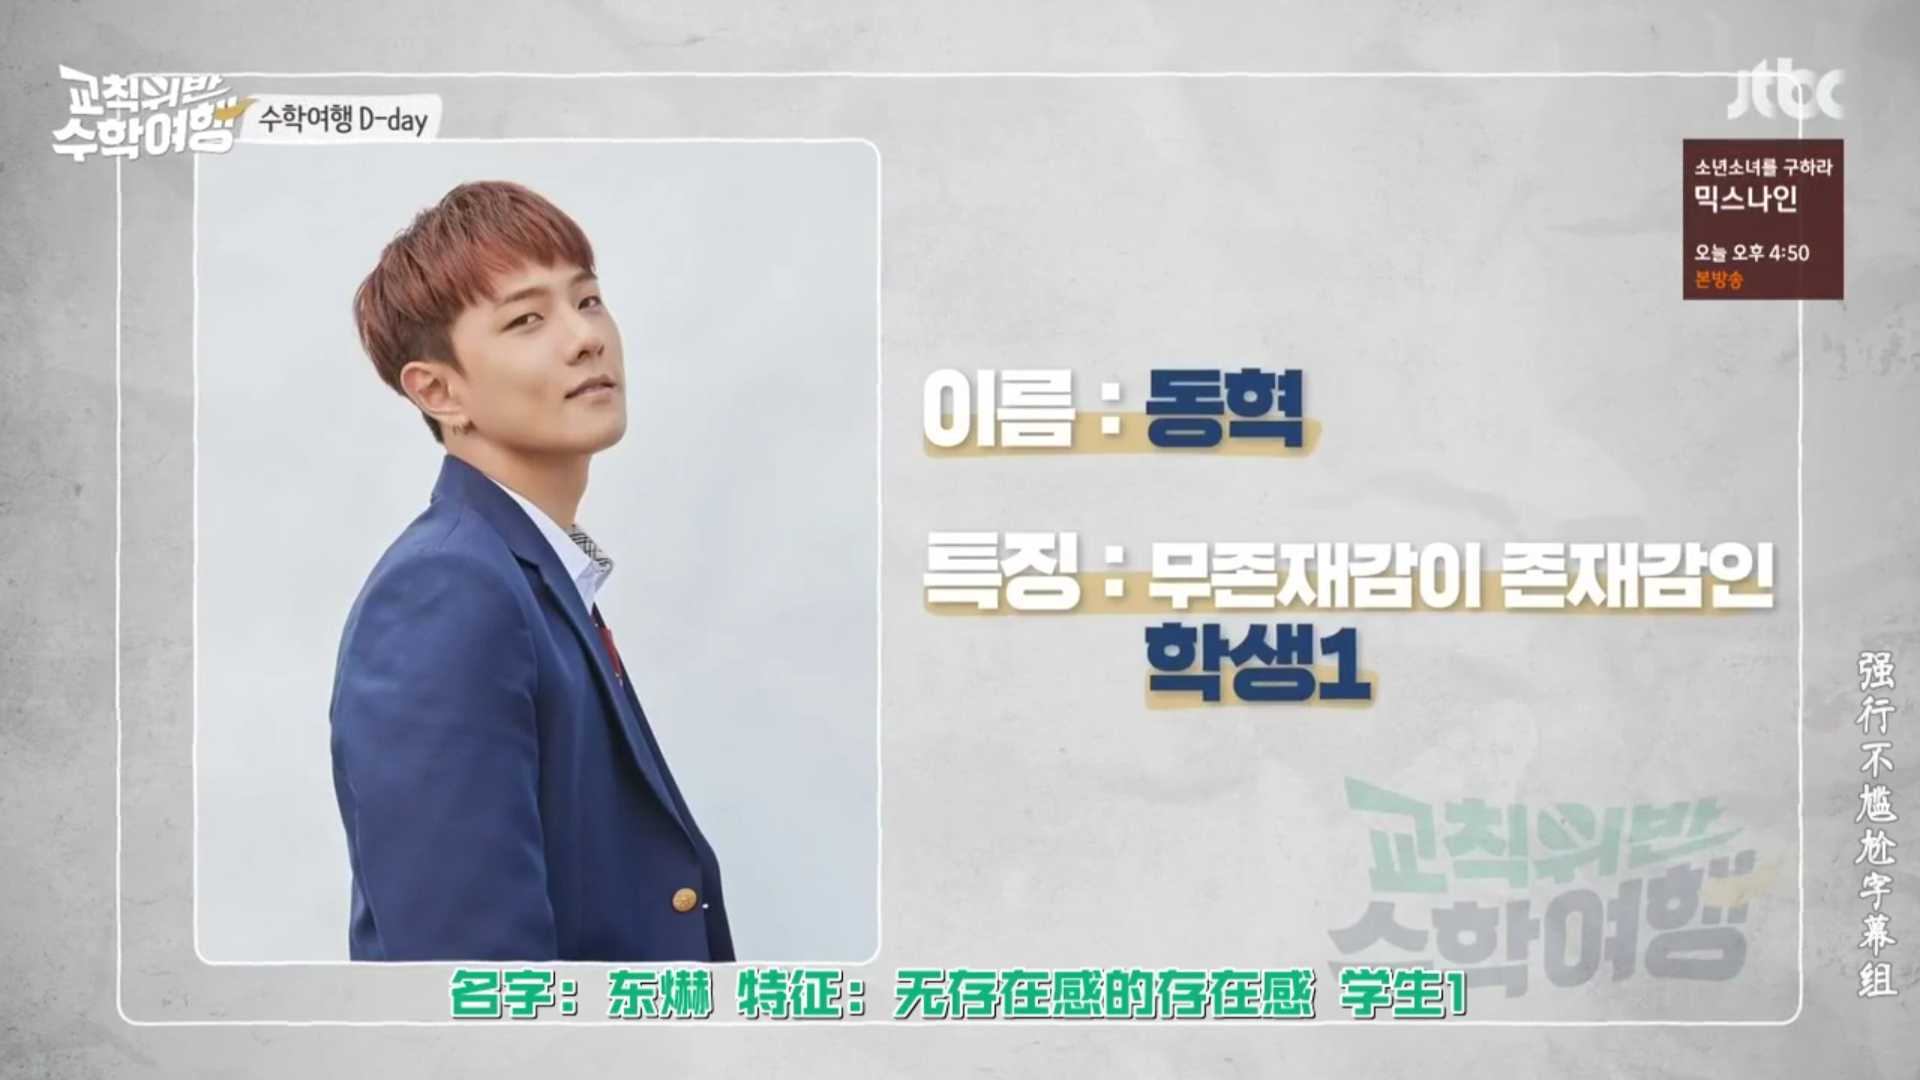 교칙위반
수학여행
수학여행 D-day
jtbc
소년소녀를 구하라
믹스나인
오늘 오후 4:50
본방송
이름 : 동혁
특징 : 무존재감이 존재감인
학생1
교칙위반
수학여행
强行不尴尬字幕组
名字：东爀 特征：无存在感的存在感 学生1